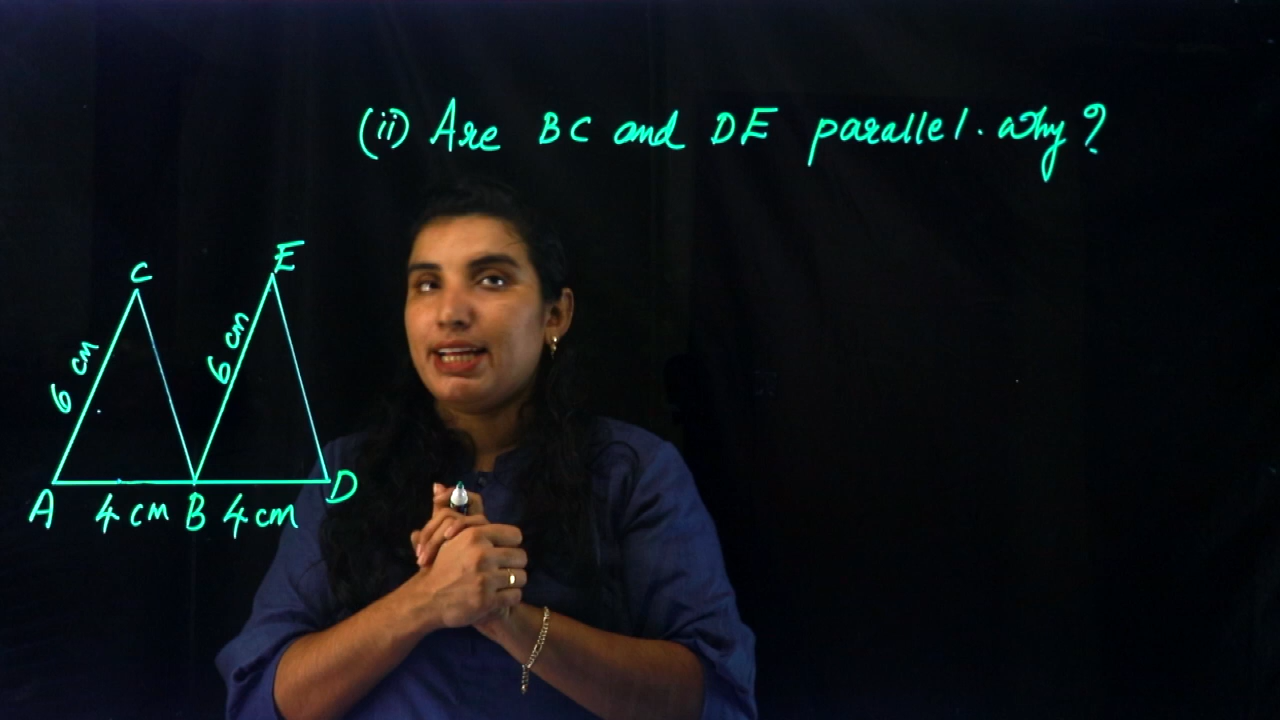 (ii) Are BC and DE parallel. why?
C
E
6 cm
6 cm
A 4 cm B 4 cm D